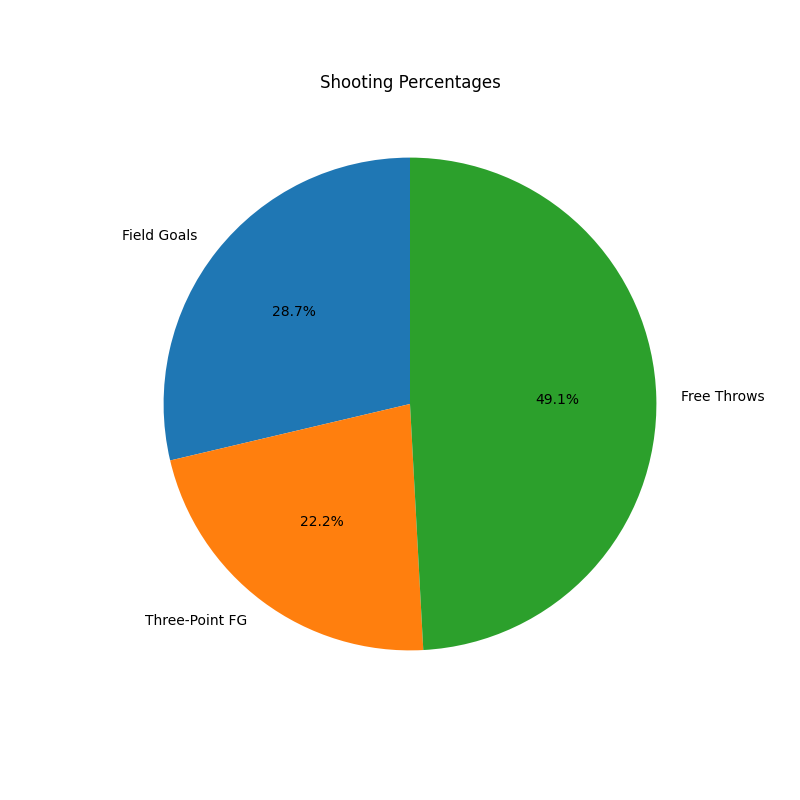 Shooting Percentages
Field Goals
28.7%
49.1%
Free Throws
22.2%
Three-Point FG